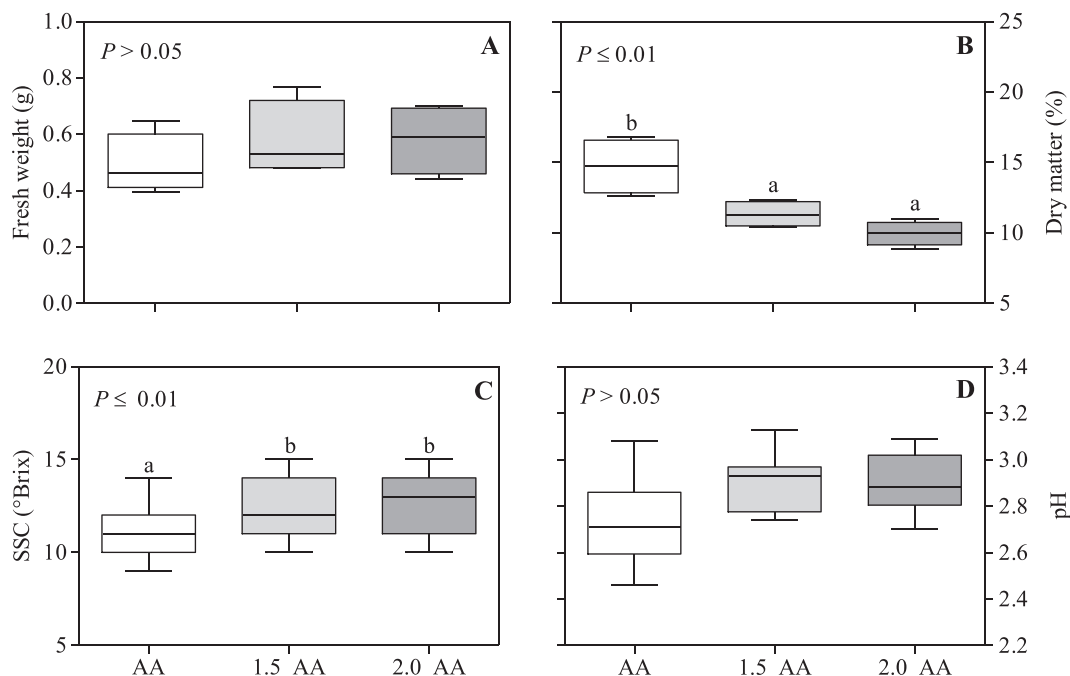 P > 0.05
A
Fresh weight (g)
1.0
0.8
0.6
0.4
0.2
0.0
P ≤ 0.01
B
b
a
a
25
20
15
10
5
Dry matter (%)
P ≤ 0.01
C
SSC (°Brix)
20
15
10
5
a
b
b
AA
1.5 AA
2.0 AA
P > 0.05
D
3.4
3.2
3.0
2.8
2.6
2.4
2.2
pH
AA
1.5 AA
2.0 AA